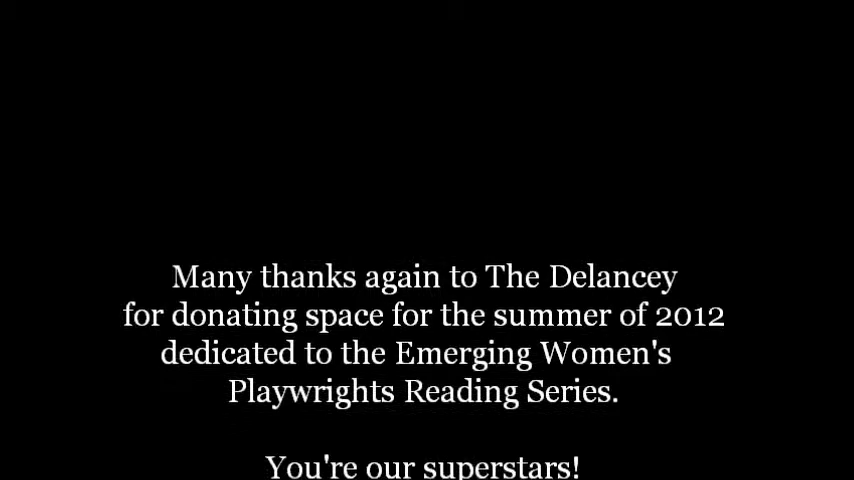 Many thanks again to The Delancey
for donating space for the summer of 2012
dedicated to the Emerging Women's
Playwrights Reading Series.
You're our superstars!